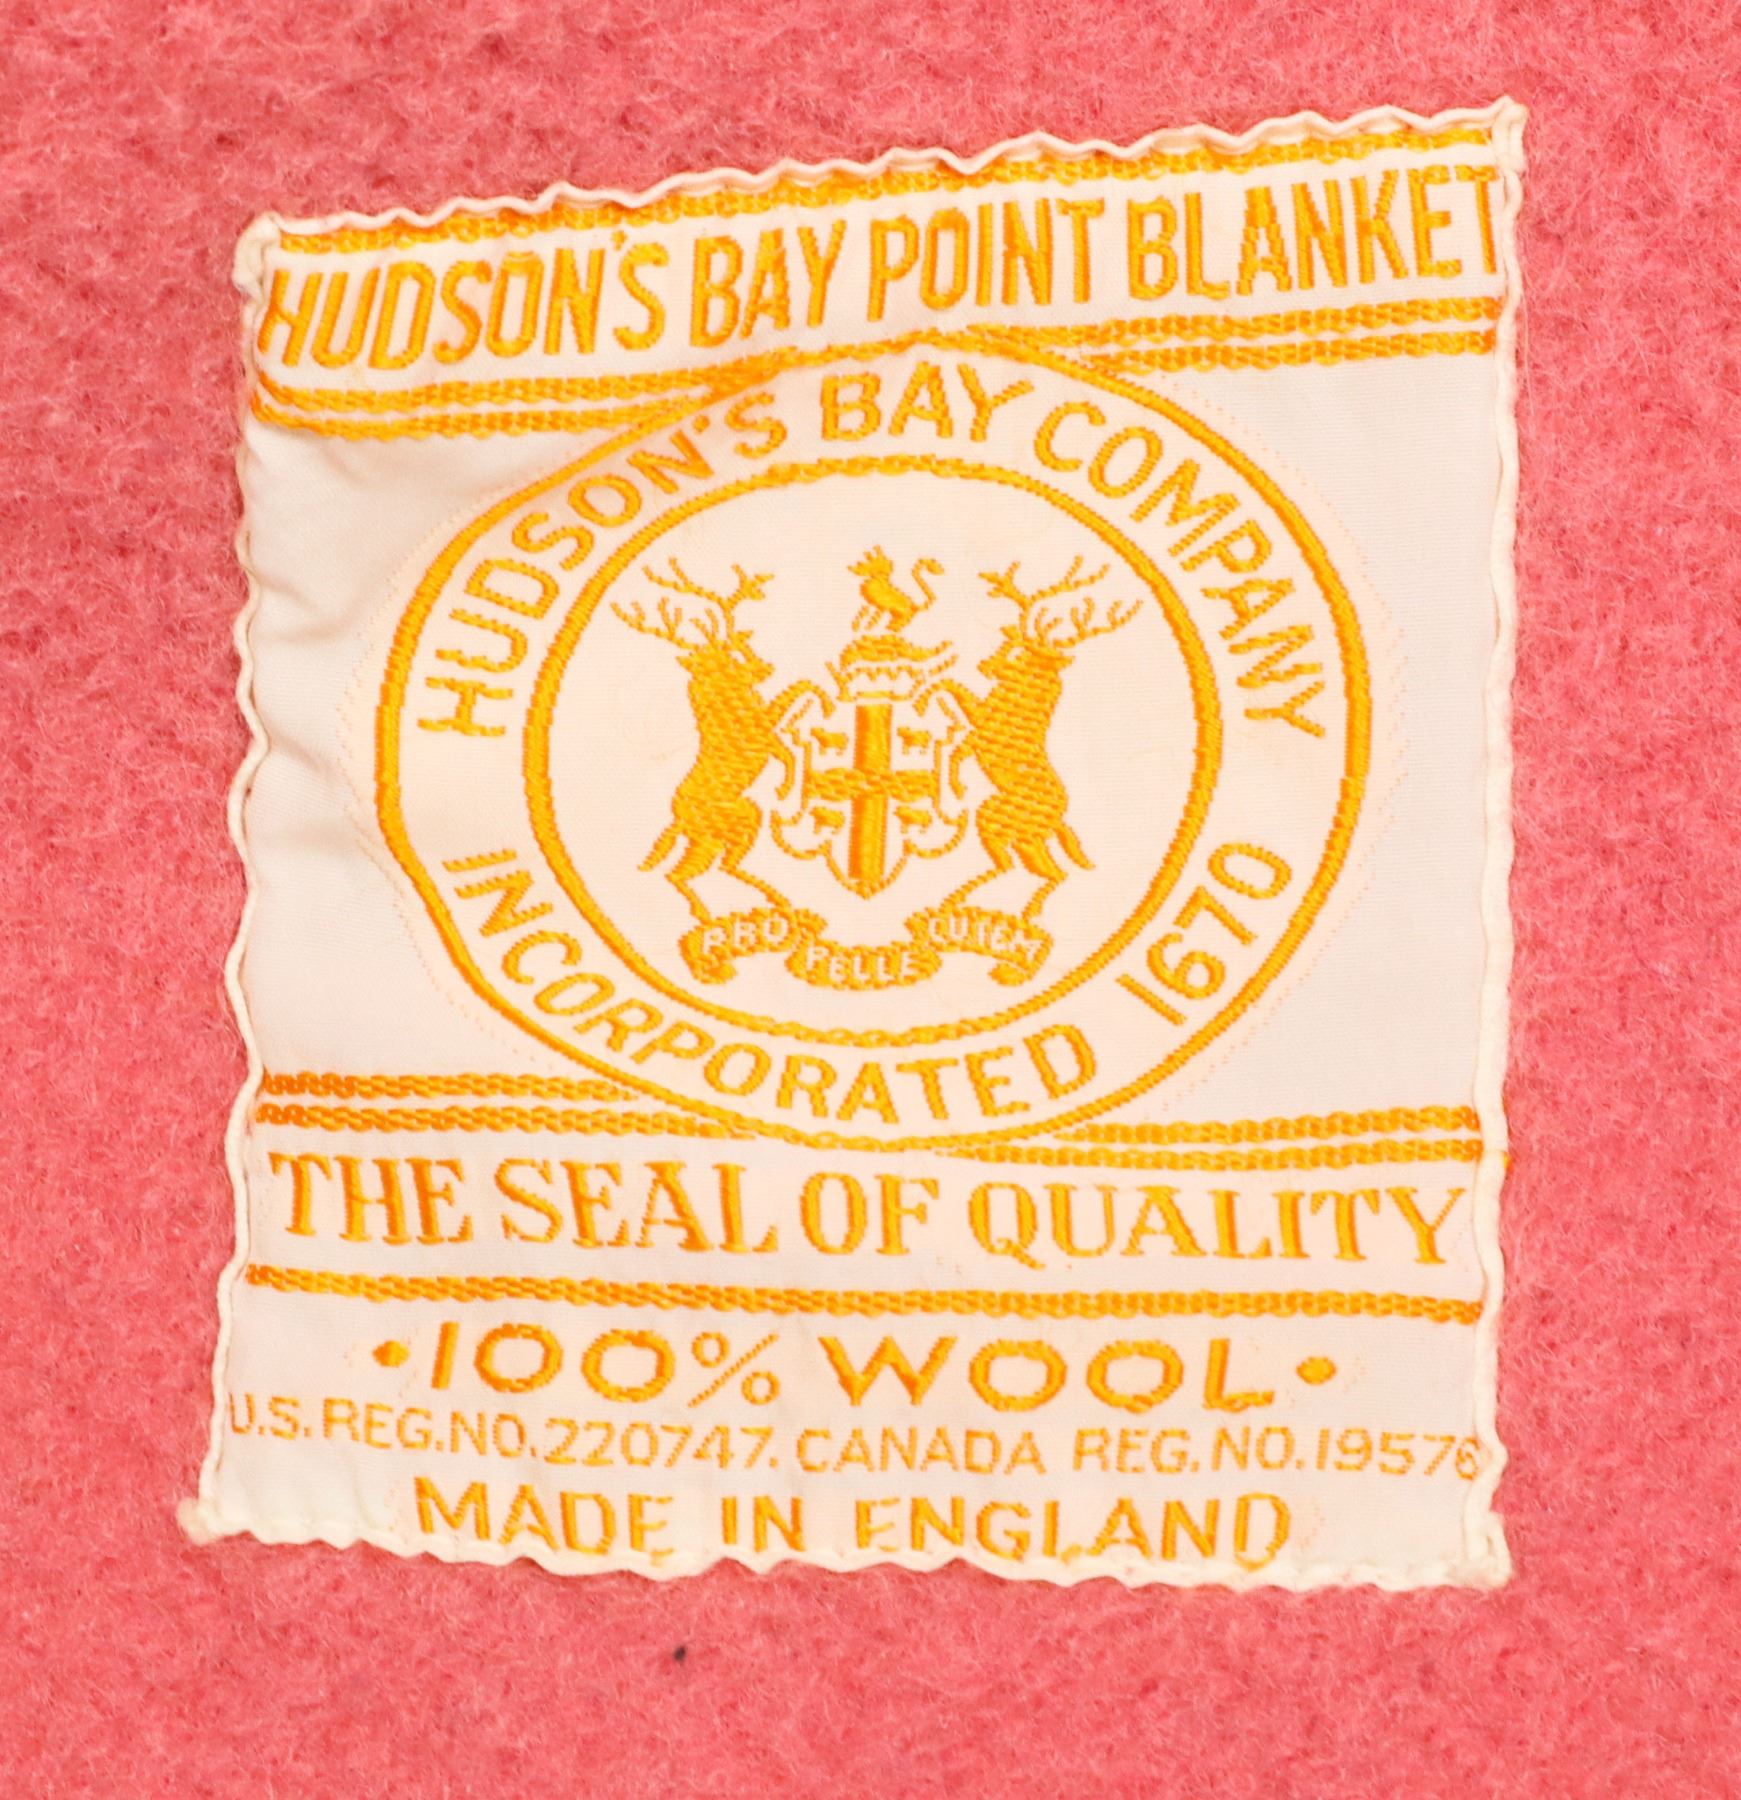 HUDSON'S BAY POINT BLANKET
HUDSON'S BAY COMPANY
PRO PELLE CUTEM
INCORPORATED 1670
THE SEAL OF QUALITY
•100% WOOL•
U.S. REG. NO. 220747. CANADA REG. NO. 19576
MADE IN ENGLAND